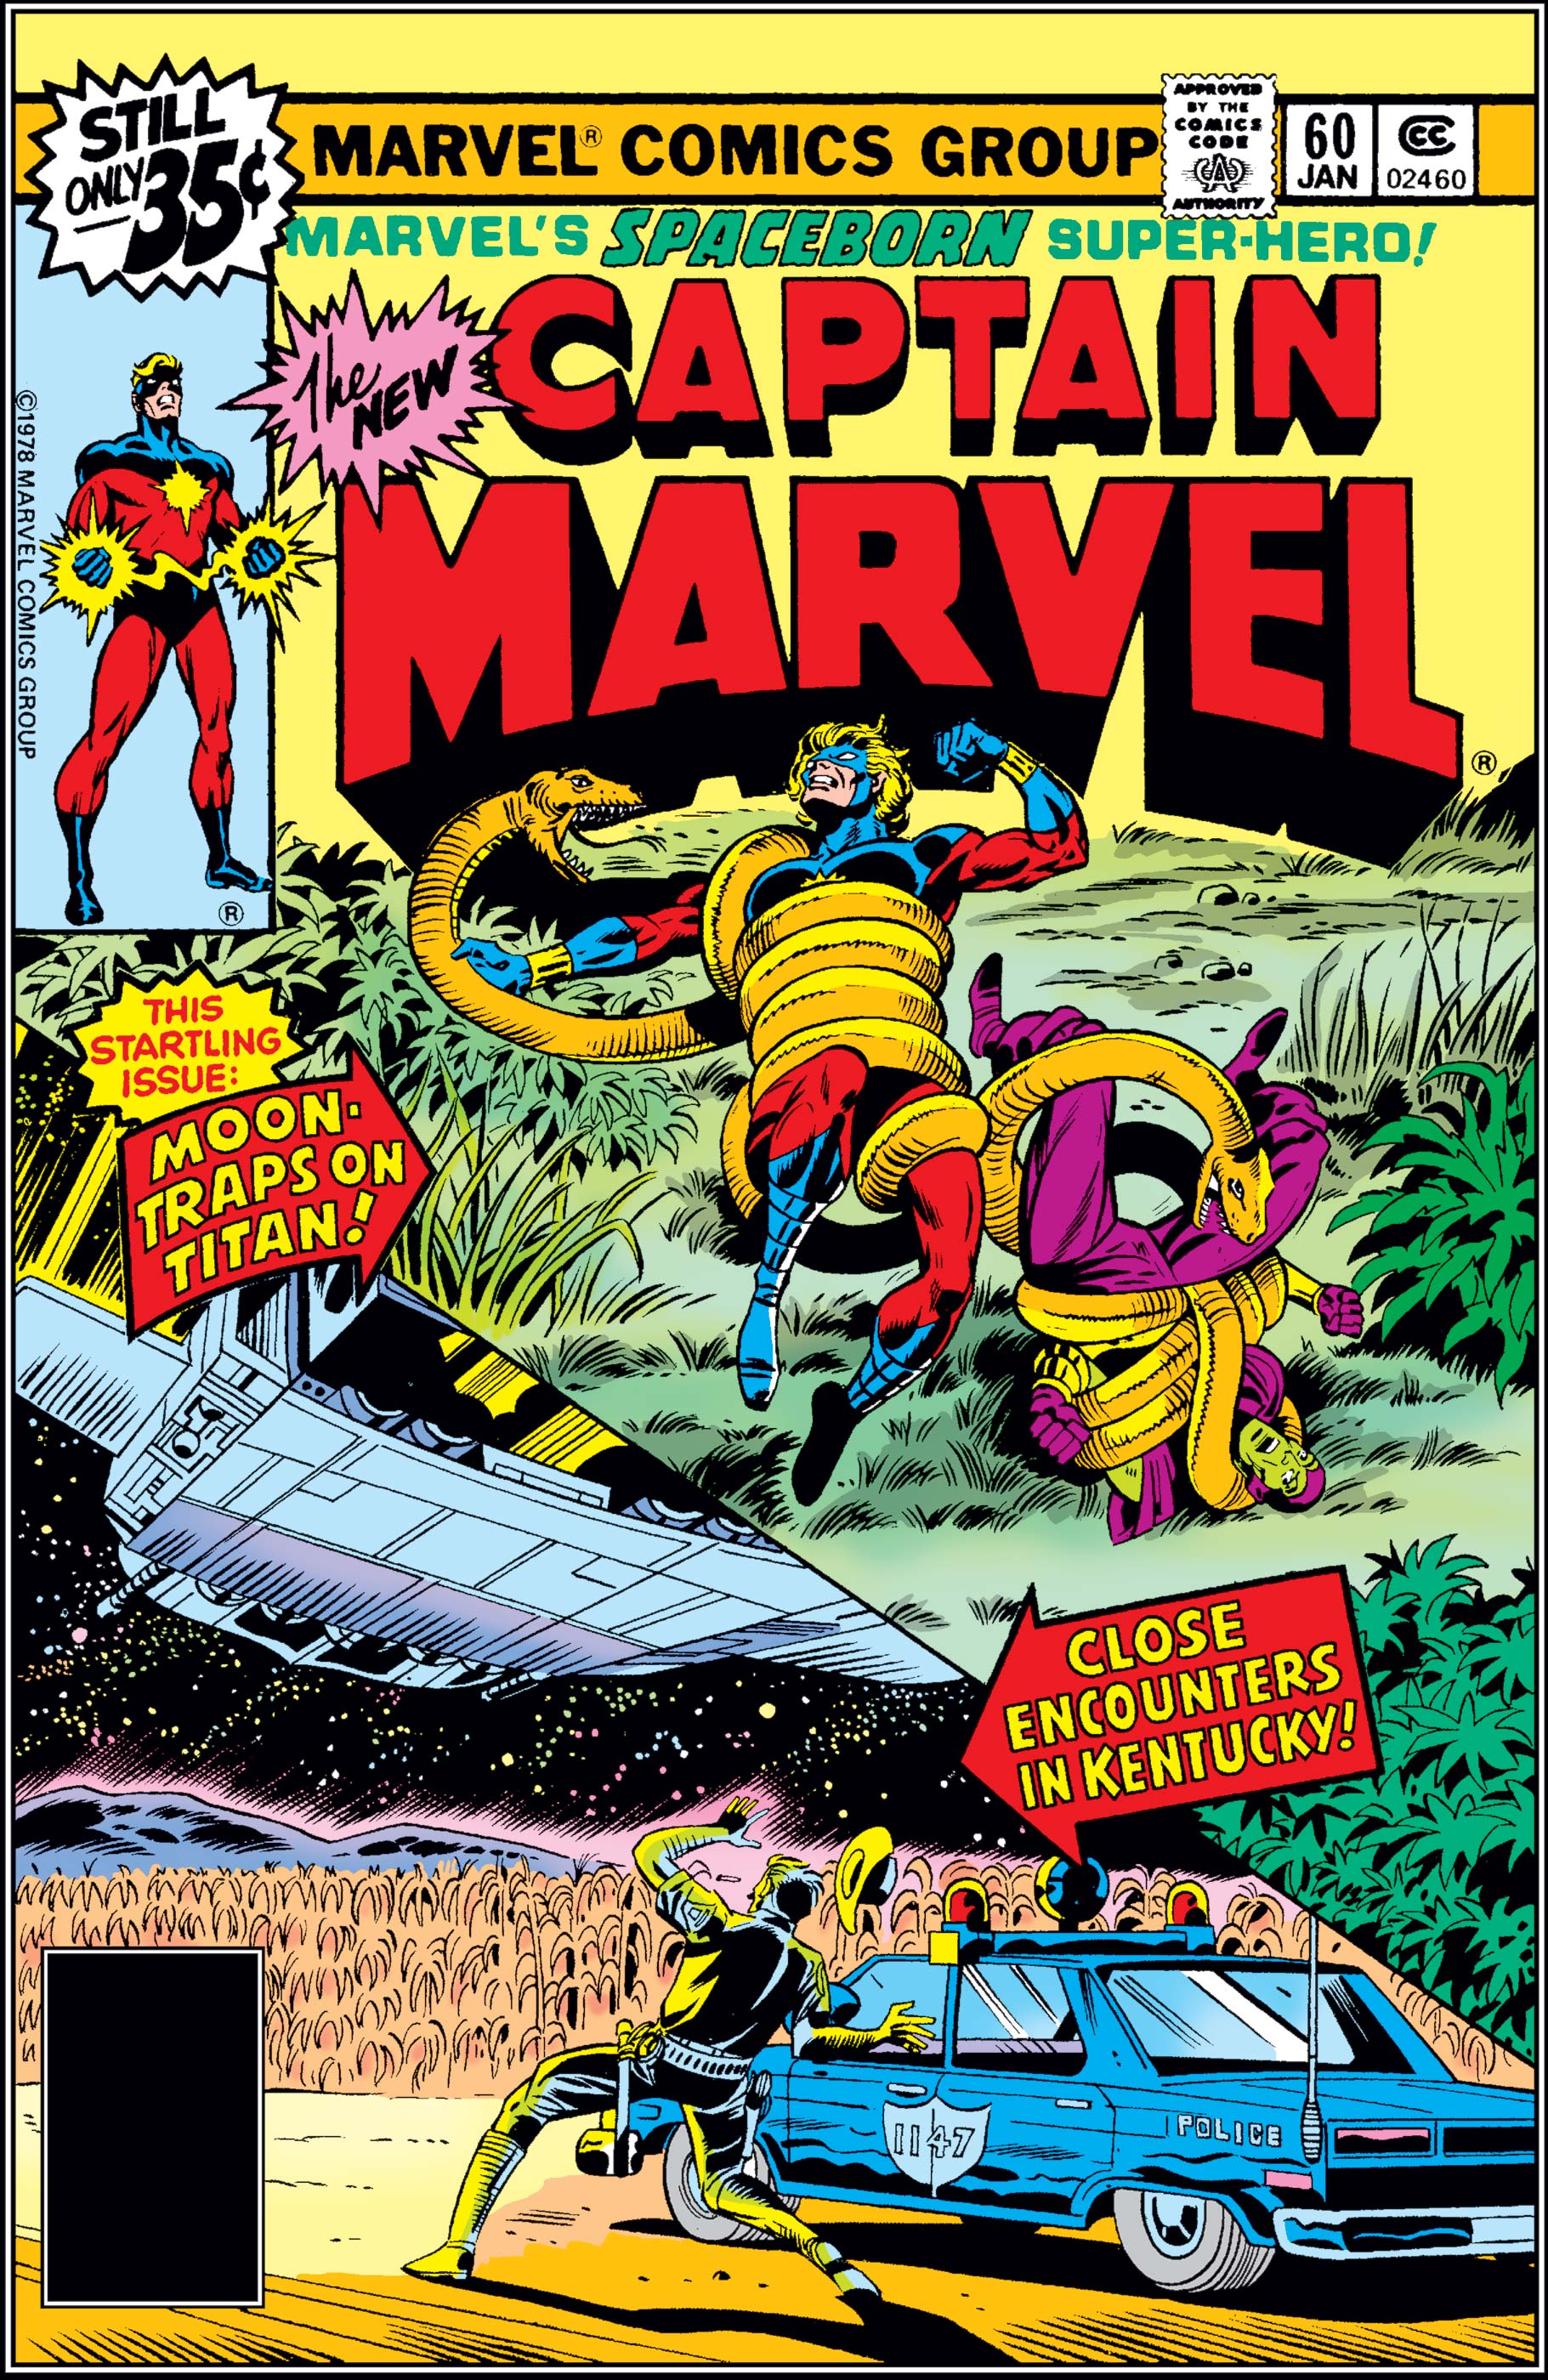 STILL
ONLY 35¢
MARVEL® COMICS GROUP
APPROVED
BY THE
COMICS
CODE
CA
AUTHORITY
60
JAN
CC
02460
MARVEL'S SPACEBORN SUPER-HERO!
The
NEW
CAPTAIN
MARVEL
®
©1978 MARVEL COMICS GROUP
®
THIS
STARTLING
ISSUE:
MOON-
TRAPS ON
TITAN!
CLOSE
ENCOUNTERS
IN KENTUCKY!
1147
POLICE